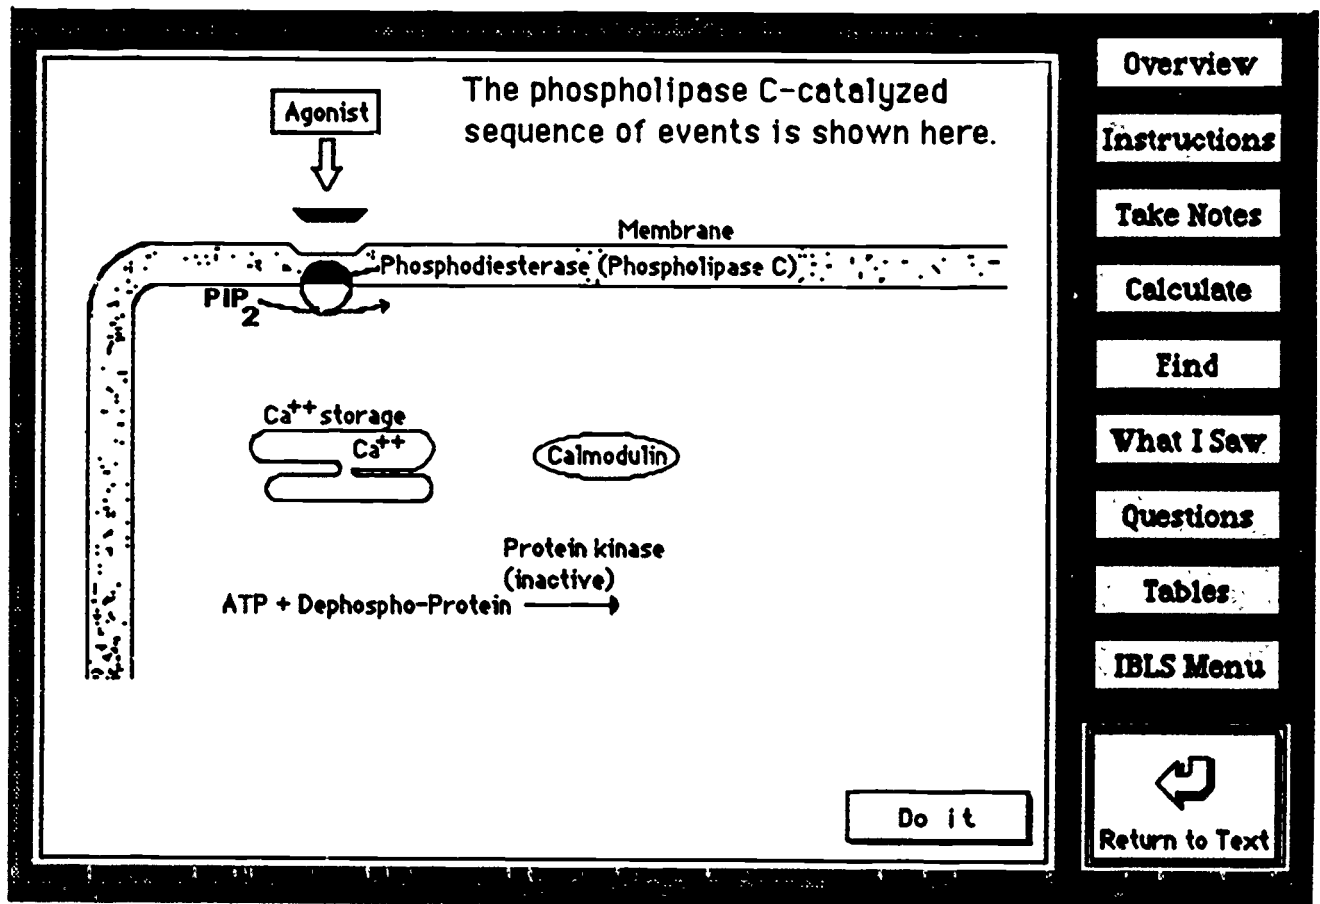 The phospholipase C-catalyzed
sequence of events is shown here.
Agonist
Membrane
Phosphodiesterase (Phospholipase C)
PIP2
Ca++ storage
Ca++
Calmodulin
Protein kinase
(inactive)
ATP + Dephospho-Protein
Do it
Overview
Instructions
Take Notes
Calculate
Find
What I Saw
Questions
Tables
IBLS Menu
Return to Text